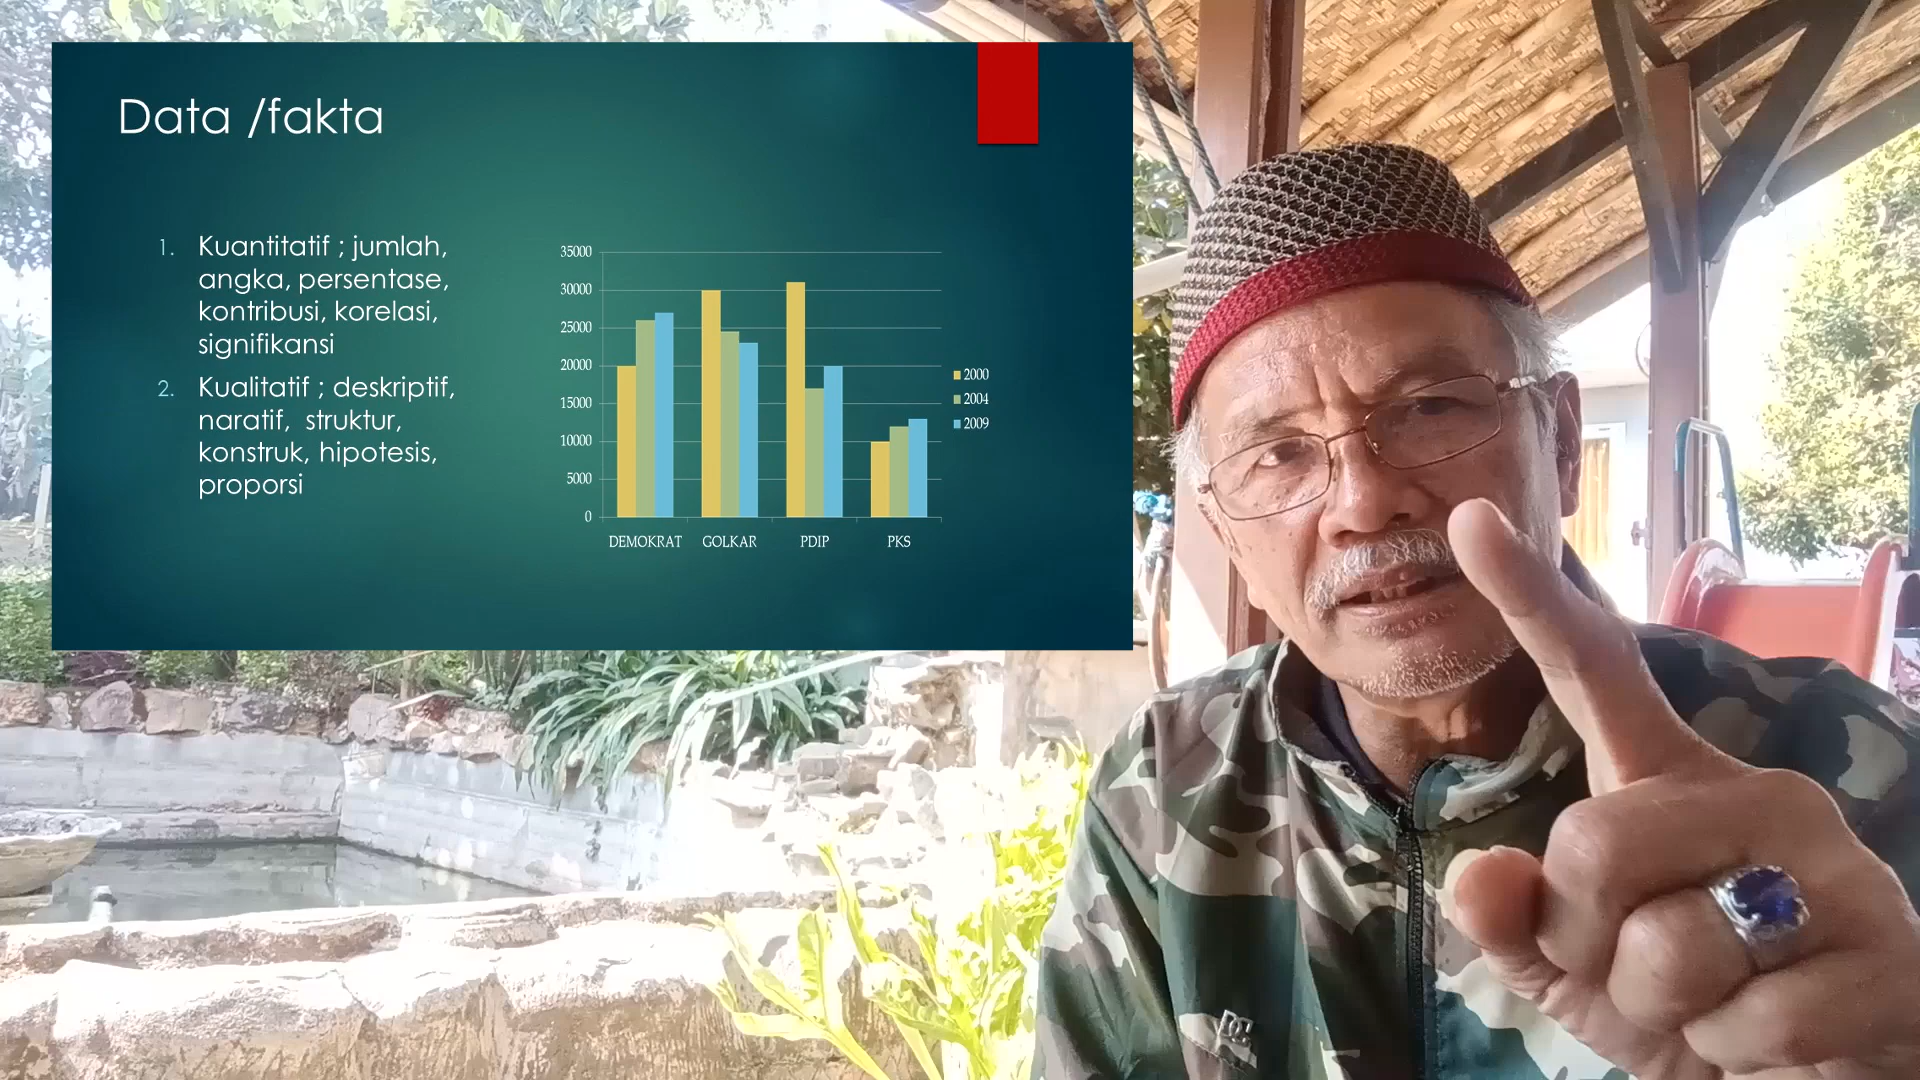 Data /fakta
1. Kuantitatif ; jumlah,
angka, persentase,
kontribusi, korelasi,
signifikansi
2. Kualitatif ; deskriptif,
naratif, struktur,
konstruk, hipotesis,
proporsi
35000
30000
25000
20000
15000
10000
5000
0
DEMOKRAT GOLKAR PDIP PKS
2000
2004
2009
DC